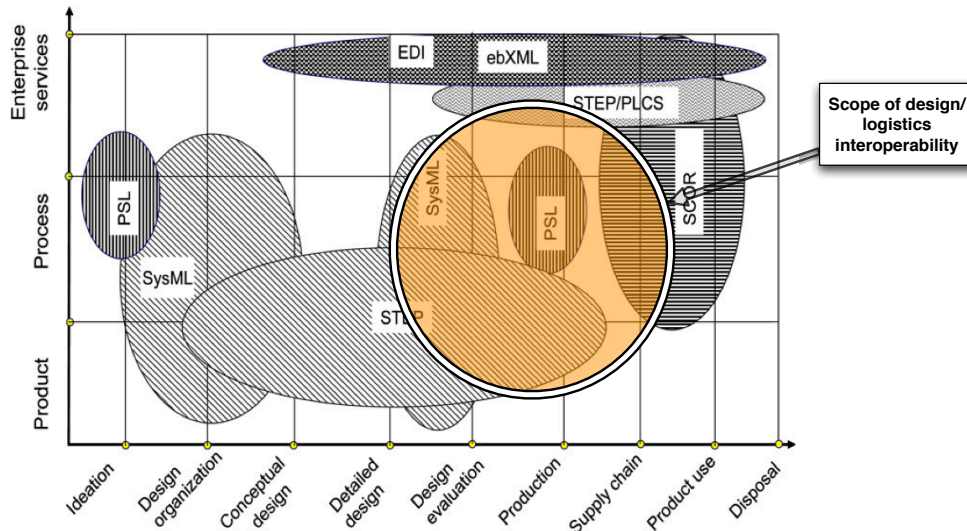 Enterprise
services
Process
Product
EDI
ebXML
STEP/PLCS
Scope of design/
logistics
interoperability
PSL
SysML
SysML
PSL
SCOR
STEP
Ideation
Design
organization
Conceptual
design
Detailed
design
Design
evaluation
Production
Supply chain
Product use
Disposal